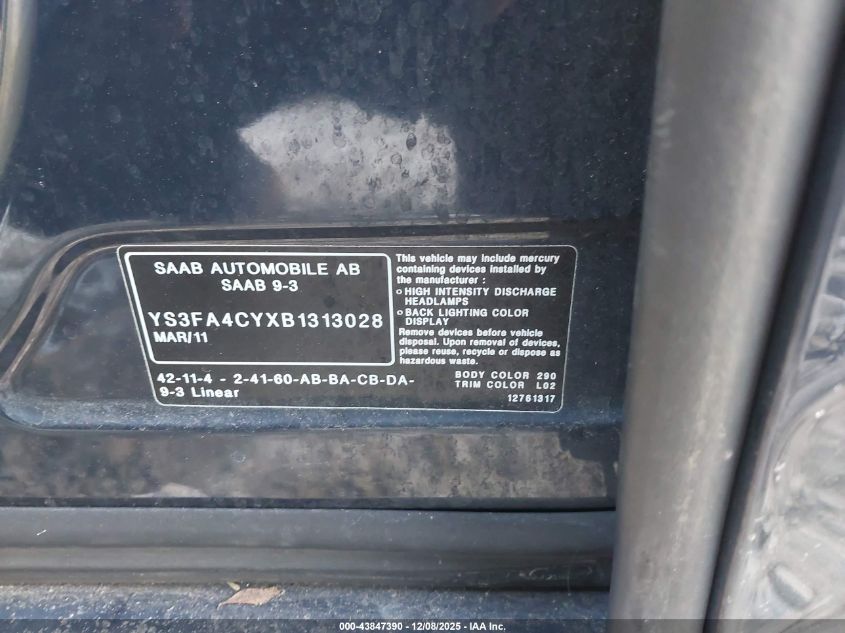 SAAB AUTOMOBILE AB
SAAB 9-3
YS3FA4CYXB1313028
MAR/11
This vehicle may include mercury
containing devices installed by
the manufacturer :
○ HIGH INTENSITY DISCHARGE
HEADLAMPS
○ BACK LIGHTING COLOR
DISPLAY
Remove devices before vehicle
disposal. Upon removal of devices,
please reuse, recycle or dispose as
hazardous waste.
42-11-4 - 2-41-60-AB-BA-CB-DA-
9-3 Linear
BODY COLOR 290
TRIM COLOR L02
12761317
000-43847390 - 12/08/2025 - IAA Inc.